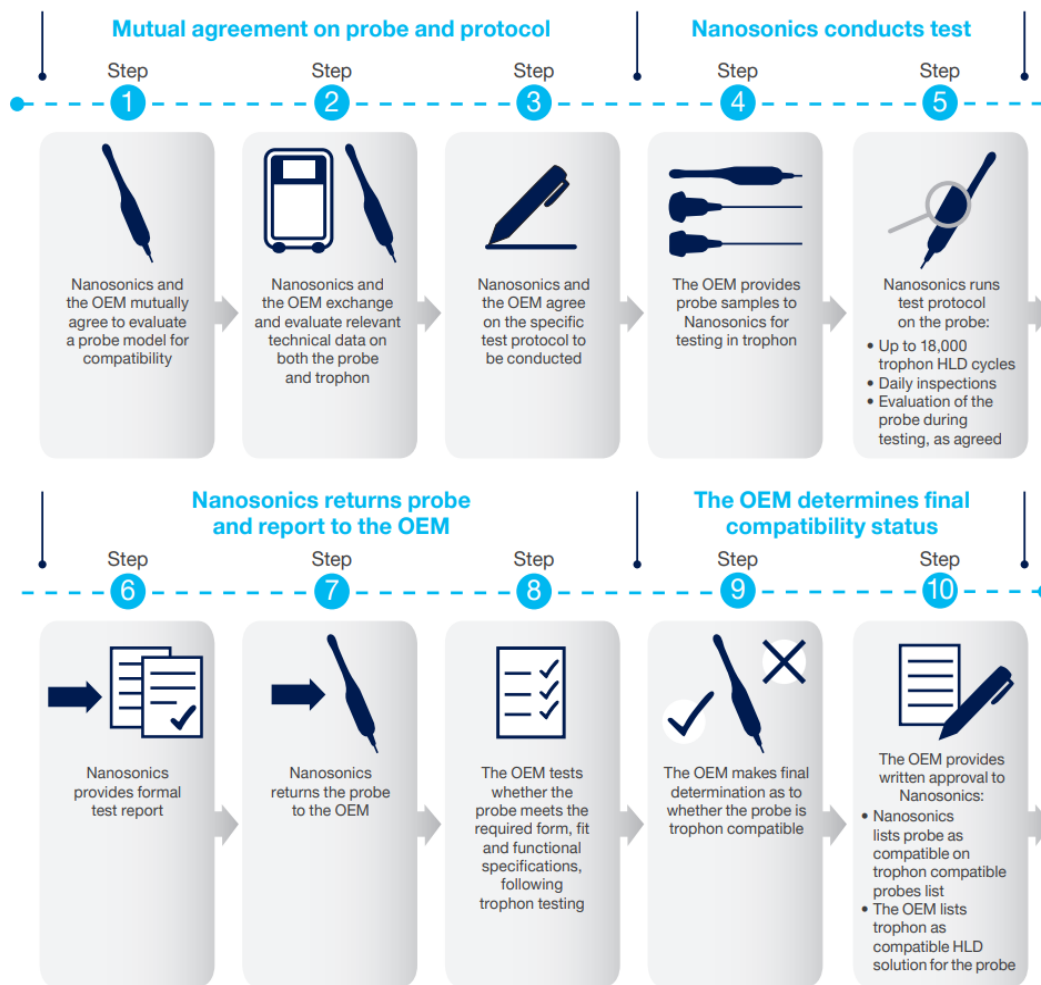 Mutual agreement on probe and protocol
Nanosonics conducts test
Step
1
Step
2
Step
3
Step
4
Step
5
Nanosonics and
the OEM mutually
agree to evaluate
a probe model for
compatibility
Nanosonics and
the OEM exchange
and evaluate relevant
technical data on
both the probe
and trophon
Nanosonics and
the OEM agree
on the specific
test protocol to
be conducted
The OEM provides
probe samples to
Nanosonics for
testing in trophon
Nanosonics runs
test protocol
on the probe:
• Up to 18,000
trophon HLD cycles
• Daily inspections
• Evaluation of the
probe during
testing, as agreed
Nanosonics returns probe
and report to the OEM
The OEM determines final
compatibility status
Step
6
Step
7
Step
8
Step
9
Step
10
Nanosonics
provides formal
test report
Nanosonics
returns the probe
to the OEM
The OEM tests
whether the
probe meets the
required form, fit
and functional
specifications,
following
trophon testing
The OEM makes final
determination as to
whether the probe is
trophon compatible
The OEM provides
written approval to
Nanosonics:
• Nanosonics
lists probe as
compatible on
trophon compatible
probes list
• The OEM lists
trophon as
compatible HLD
solution for the probe